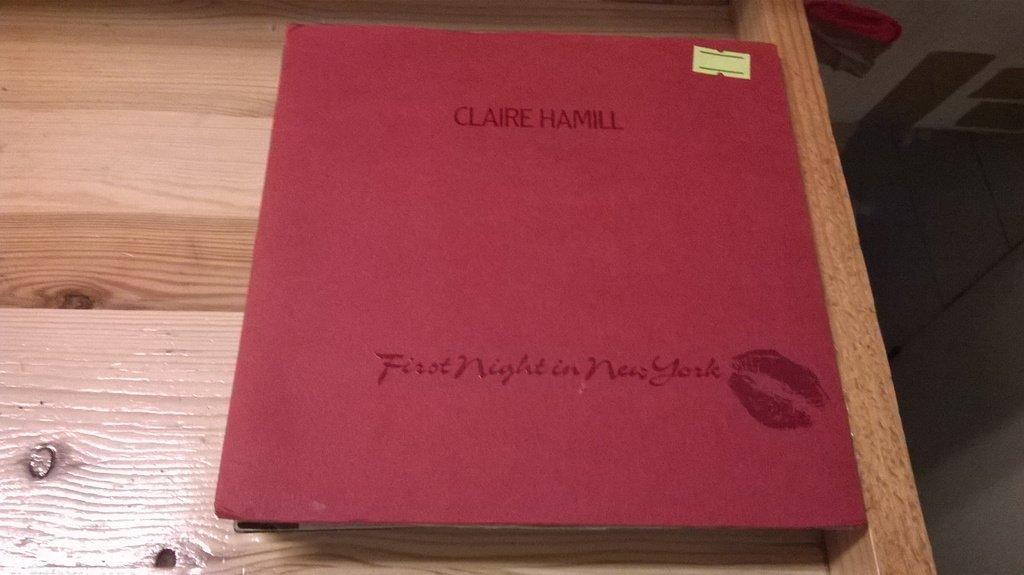 CLAIRE HAMILL
First Night in New York